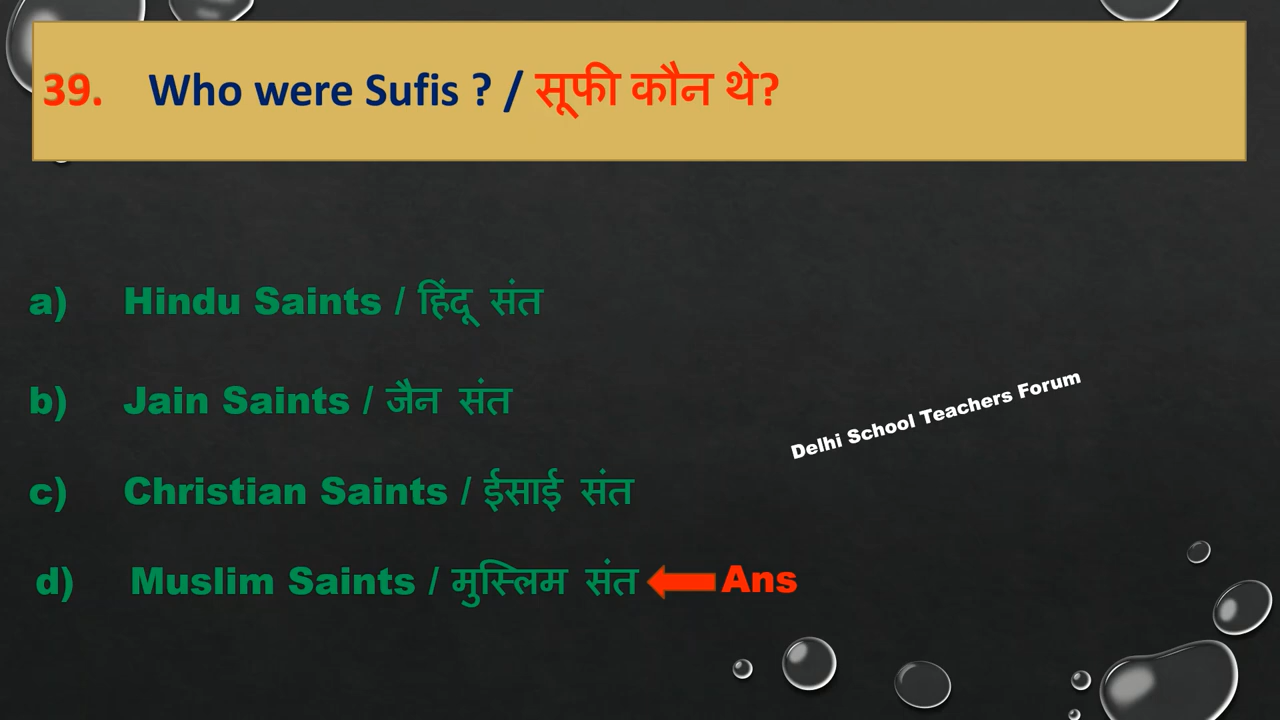 39. Who were Sufis ? / सूफी कौन थे?
a) Hindu Saints / हिंदू संत
b) Jain Saints / जैन संत
Delhi School Teachers Forum
c) Christian Saints / ईसाई संत
d) Muslim Saints / मुस्लिम संत Ans